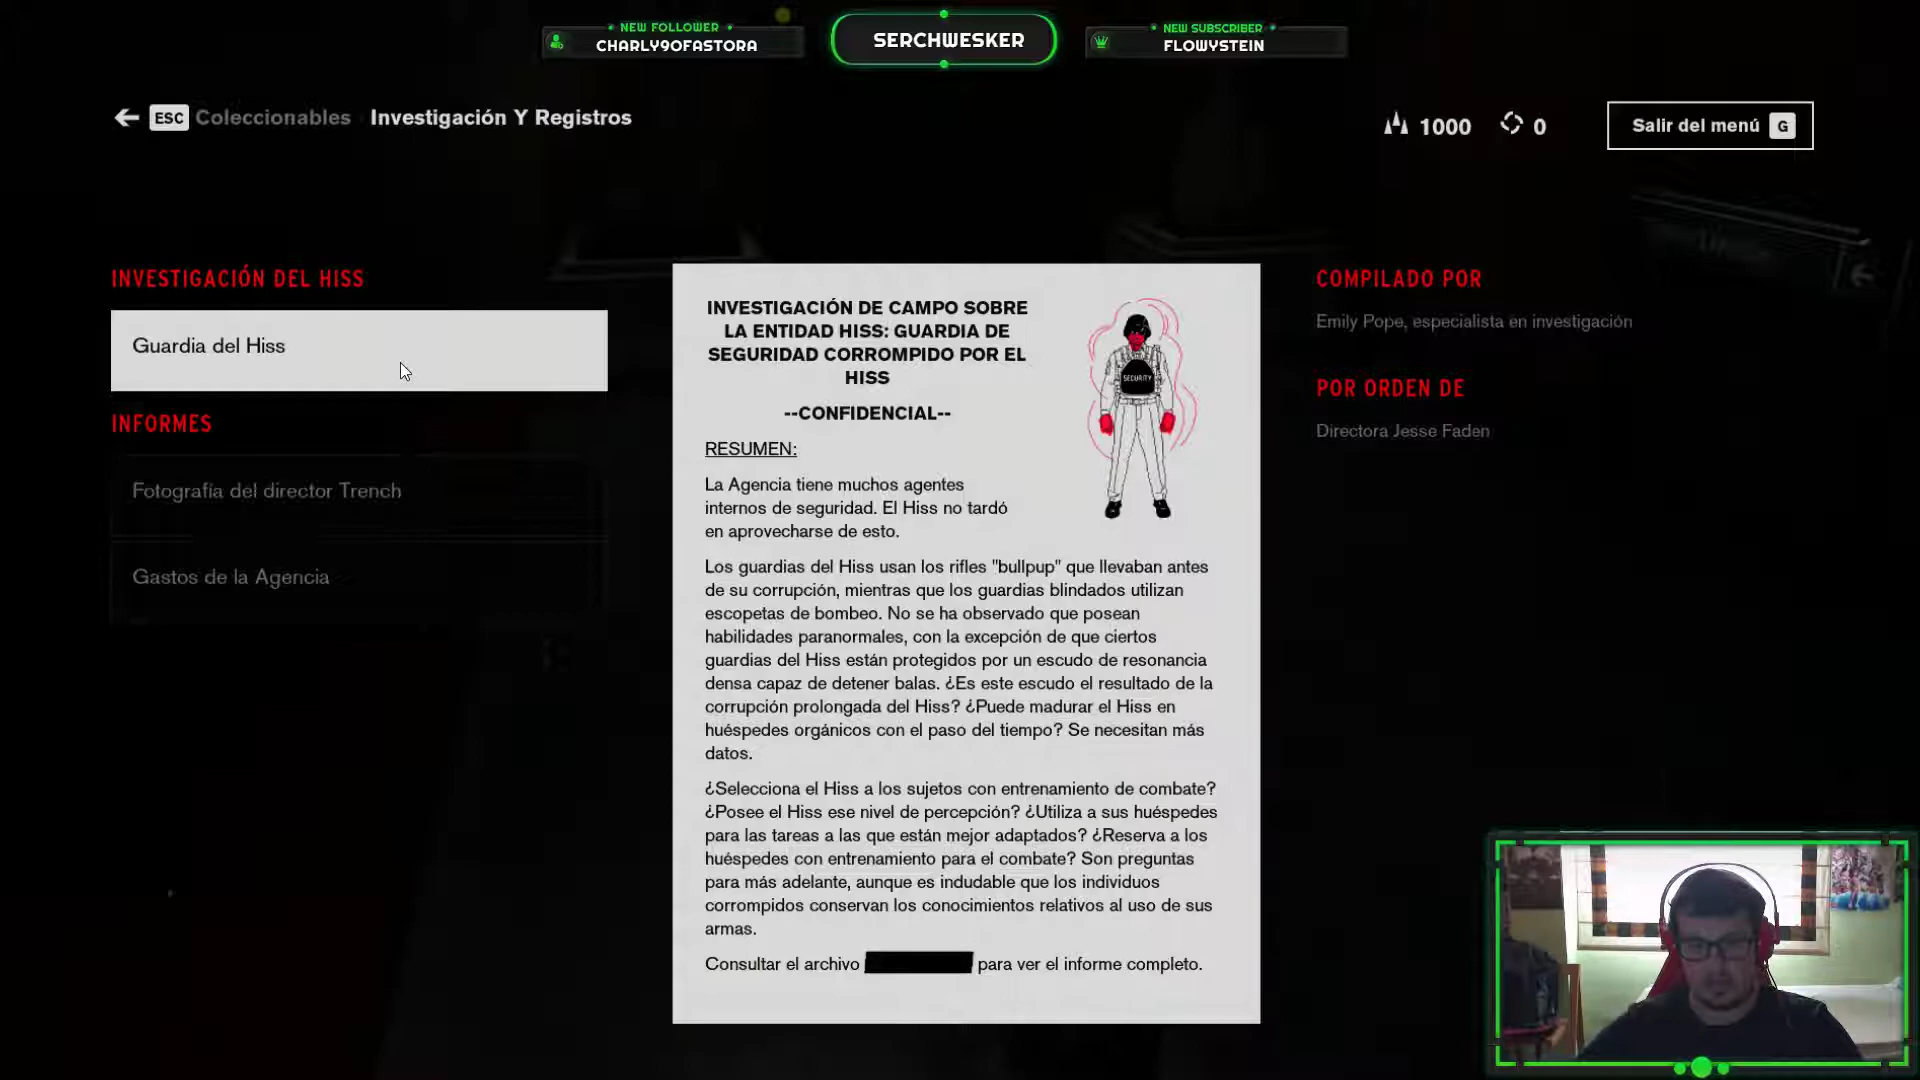 NEW FOLLOWER
CHARLY9OFASTORA
SERCHWESKER
NEW SUBSCRIBER
FLOWYSTEIN
ESC Coleccionables Investigación Y Registros
1000 0
Salir del menú G
INVESTIGACIÓN DEL HISS
Guardia del Hiss
INFORMES
Fotografía del director Trench
Gastos de la Agencia
INVESTIGACIÓN DE CAMPO SOBRE
LA ENTIDAD HISS: GUARDIA DE
SEGURIDAD CORROMPIDO POR EL
HISS
--CONFIDENCIAL--
SECURITY
RESUMEN:
La Agencia tiene muchos agentes
internos de seguridad. El Hiss no tardó
en aprovecharse de esto.
Los guardias del Hiss usan los rifles "bullpup" que llevaban antes
de su corrupción, mientras que los guardias blindados utilizan
escopetas de bombeo. No se ha observado que posean
habilidades paranormales, con la excepción de que ciertos
guardias del Hiss están protegidos por un escudo de resonancia
densa capaz de detener balas. ¿Es este escudo el resultado de la
corrupción prolongada del Hiss? ¿Puede madurar el Hiss en
huéspedes orgánicos con el paso del tiempo? Se necesitan más
datos.
¿Selecciona el Hiss a los sujetos con entrenamiento de combate?
¿Posee el Hiss ese nivel de percepción? ¿Utiliza a sus huéspedes
para las tareas a las que están mejor adaptados? ¿Reserva a los
huéspedes con entrenamiento para el combate? Son preguntas
para más adelante, aunque es indudable que los individuos
corrompidos conservan los conocimientos relativos al uso de sus
armas.
Consultar el archivo para ver el informe completo.
COMPILADO POR
Emily Pope, especialista en investigación
POR ORDEN DE
Directora Jesse Faden